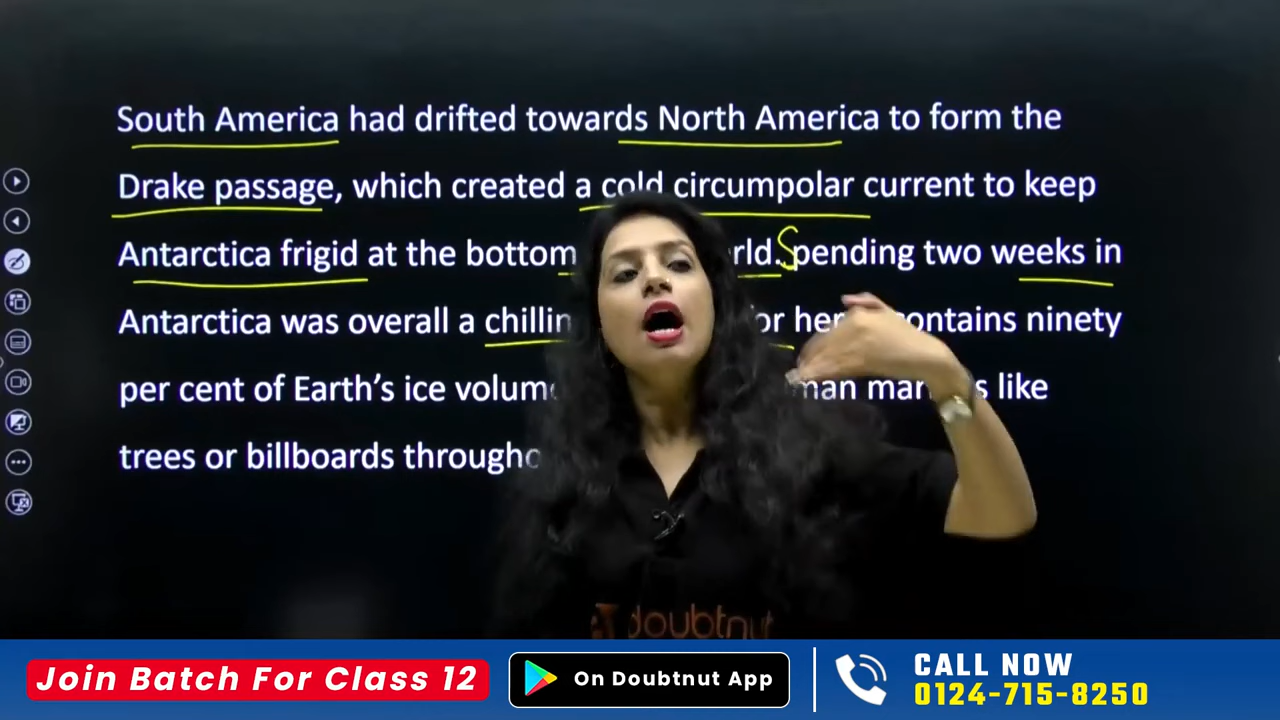 South America had drifted towards North America to form the
Drake passage, which created a cold circumpolar current to keep
Antarctica frigid at the bottom rld. Spending two weeks in
Antarctica was overall a chillin or her contains ninety
per cent of Earth's ice volum man mar s like
trees or billboards througho
doubtnut
Join Batch For Class 12
On Doubtnut App
CALL NOW
0124-715-8250